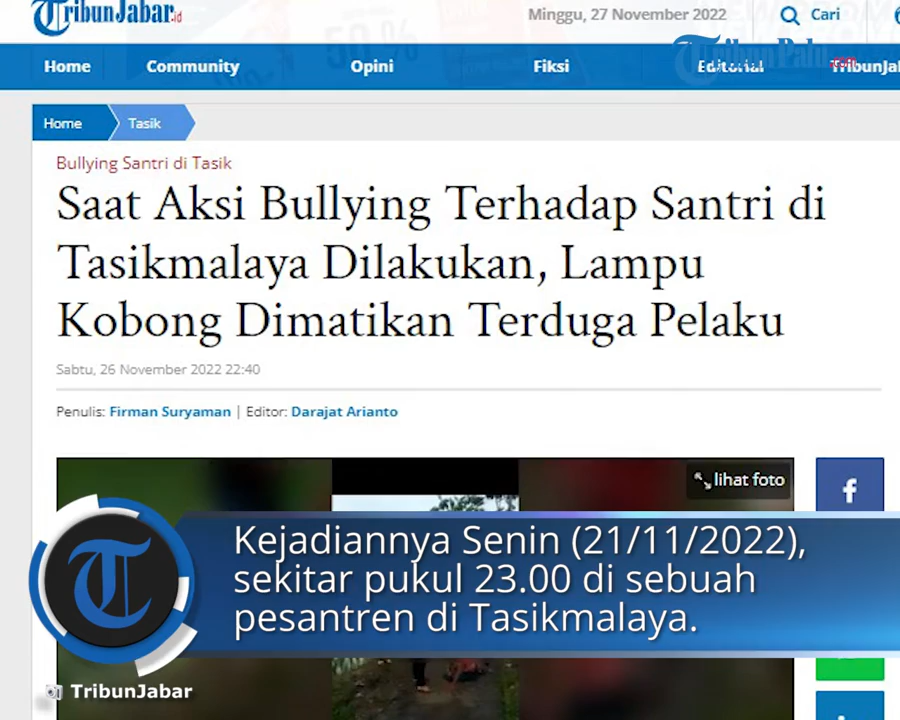 TribunJabar.id
Minggu, 27 November 2022
Cari
TribunPalu.com
Home
Community
Opini
Fiksi
Editorial
TribunJa
Home
Tasik
Bullying Santri di Tasik
Saat Aksi Bullying Terhadap Santri di
Tasikmalaya Dilakukan, Lampu
Kobong Dimatikan Terduga Pelaku
Sabtu, 26 November 2022 22:40
Penulis: Firman Suryaman | Editor: Darajat Arianto
lihat foto
f
Kejadiannya Senin (21/11/2022),
sekitar pukul 23.00 di sebuah
pesantren di Tasikmalaya.
T
TribunJabar